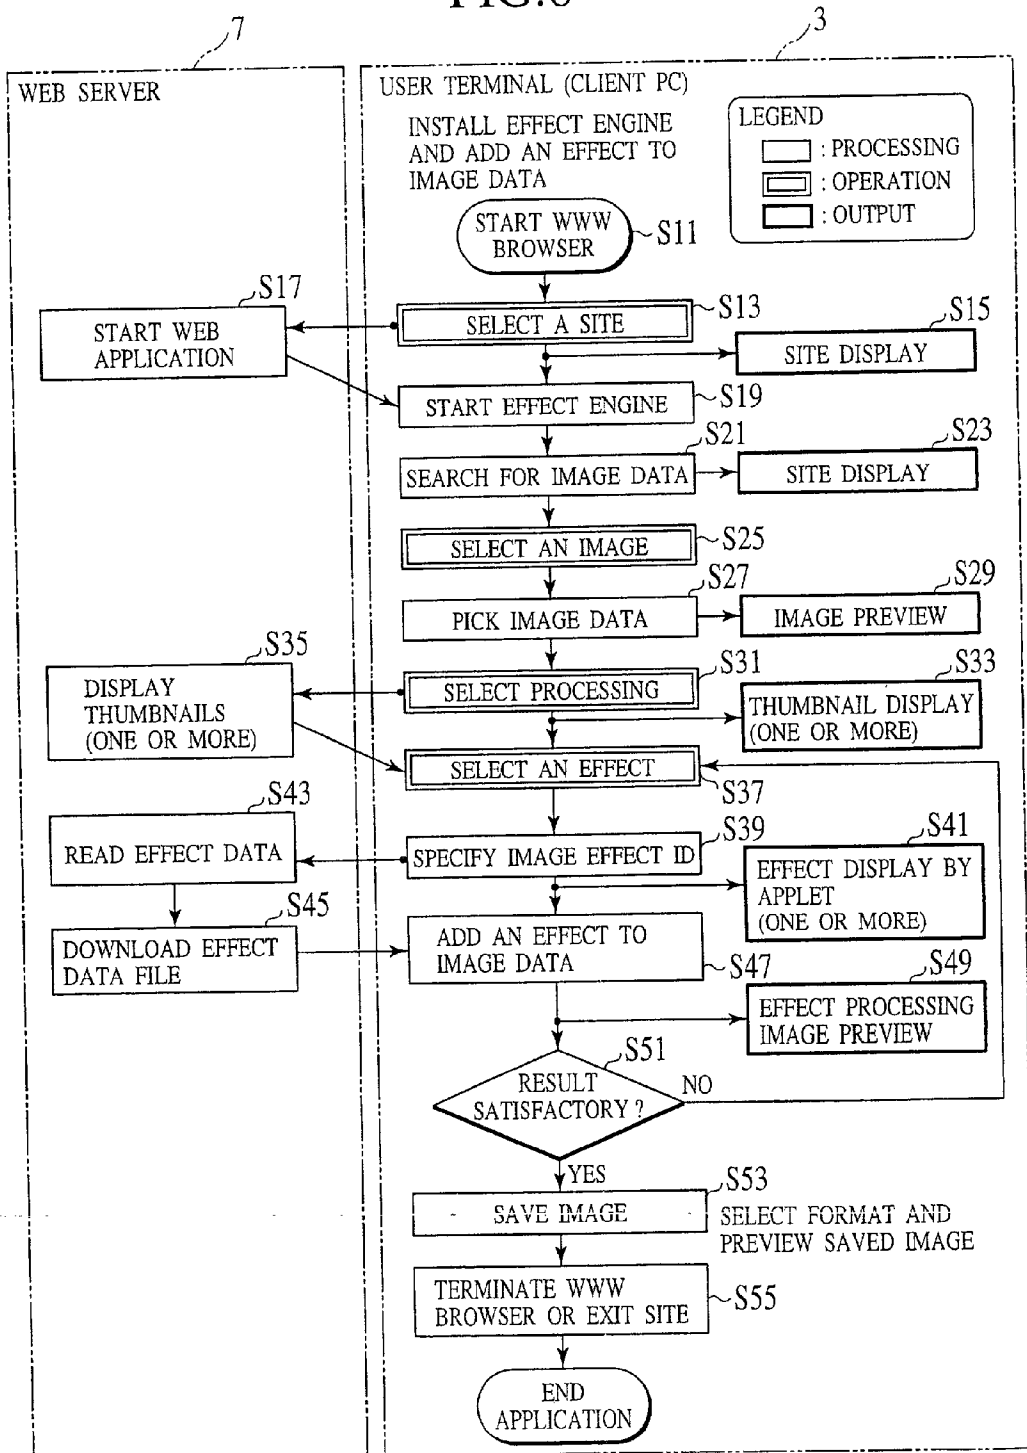 7
3
WEB SERVER
USER TERMINAL (CLIENT PC)
INSTALL EFFECT ENGINE
AND ADD AN EFFECT TO
IMAGE DATA
LEGEND
: PROCESSING
: OPERATION
: OUTPUT
START WWW
BROWSER
S11
S17
START WEB
APPLICATION
SELECT A SITE
S13
S15
SITE DISPLAY
START EFFECT ENGINE
S19
S21
SEARCH FOR IMAGE DATA
S23
SITE DISPLAY
SELECT AN IMAGE
S25
S27
PICK IMAGE DATA
S29
IMAGE PREVIEW
S35
DISPLAY
THUMBNAILS
(ONE OR MORE)
S31
SELECT PROCESSING
S33
THUMBNAIL DISPLAY
(ONE OR MORE)
SELECT AN EFFECT
S37
S43
READ EFFECT DATA
S39
SPECIFY IMAGE EFFECT ID
S41
EFFECT DISPLAY BY
APPLET
(ONE OR MORE)
S45
DOWNLOAD EFFECT
DATA FILE
ADD AN EFFECT TO
IMAGE DATA
S47
S49
EFFECT PROCESSING
IMAGE PREVIEW
S51
RESULT
SATISFACTORY ?
NO
YES
S53
SAVE IMAGE
SELECT FORMAT AND
PREVIEW SAVED IMAGE
TERMINATE WWW
BROWSER OR EXIT SITE
S55
END
APPLICATION